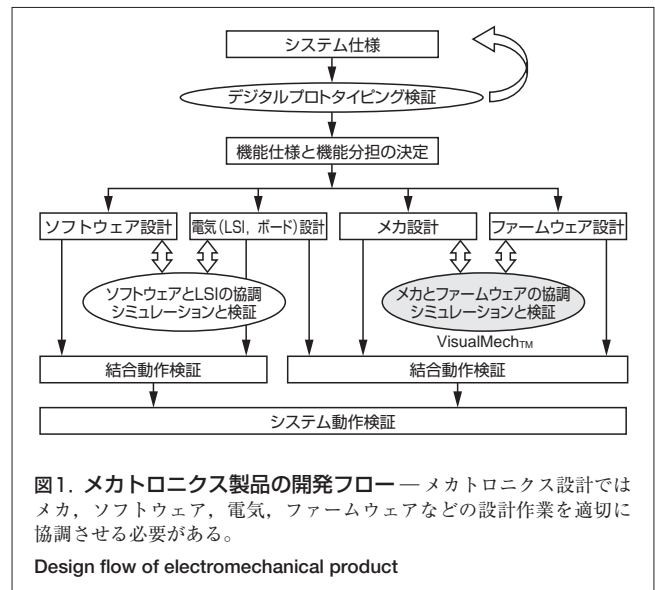 システム仕様
デジタルプロトタイピング検証
機能仕様と機能分担の決定
ソフトウェア設計
電気(LSI，ボード)設計
メカ設計
ファームウェア設計
ソフトウェアとLSIの協調
シミュレーションと検証
メカとファームウェアの協調
シミュレーションと検証
VisualMechTM
結合動作検証
結合動作検証
システム動作検証
図1．メカトロニクス製品の開発フロー — メカトロニクス設計では
メカ，ソフトウェア，電気，ファームウェアなどの設計作業を適切に
協調させる必要がある。
Design flow of electromechanical product